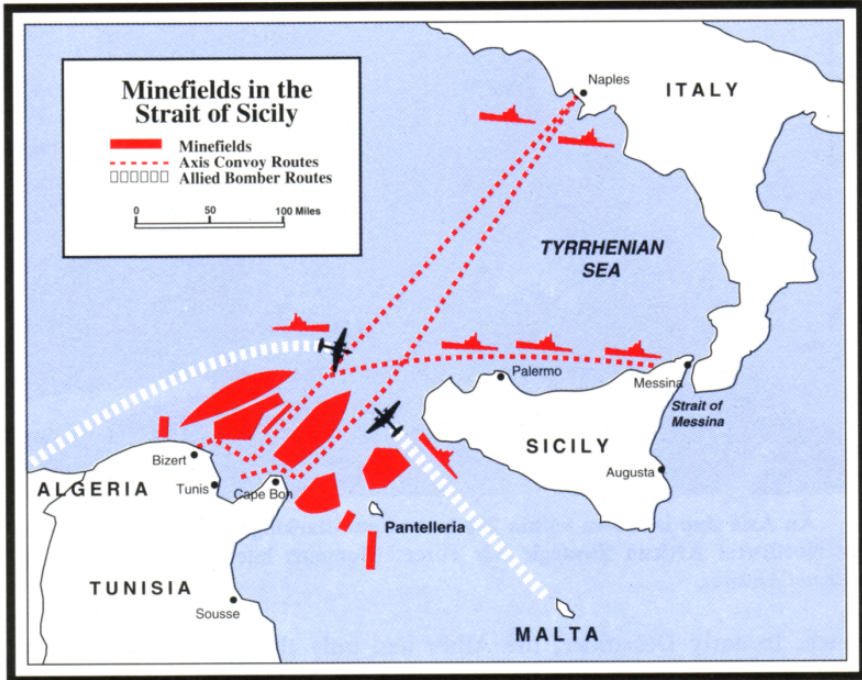 Minefields in the
Strait of Sicily
Minefields
Axis Convoy Routes
Allied Bomber Routes
0 50 100 Miles
Naples
ITALY
TYRRHENIAN
SEA
Palermo
Messina
Strait of
Messina
SICILY
Augusta
Bizert
ALGERIA
Tunis
Cape Bon
Pantelleria
TUNISIA
Sousse
MALTA